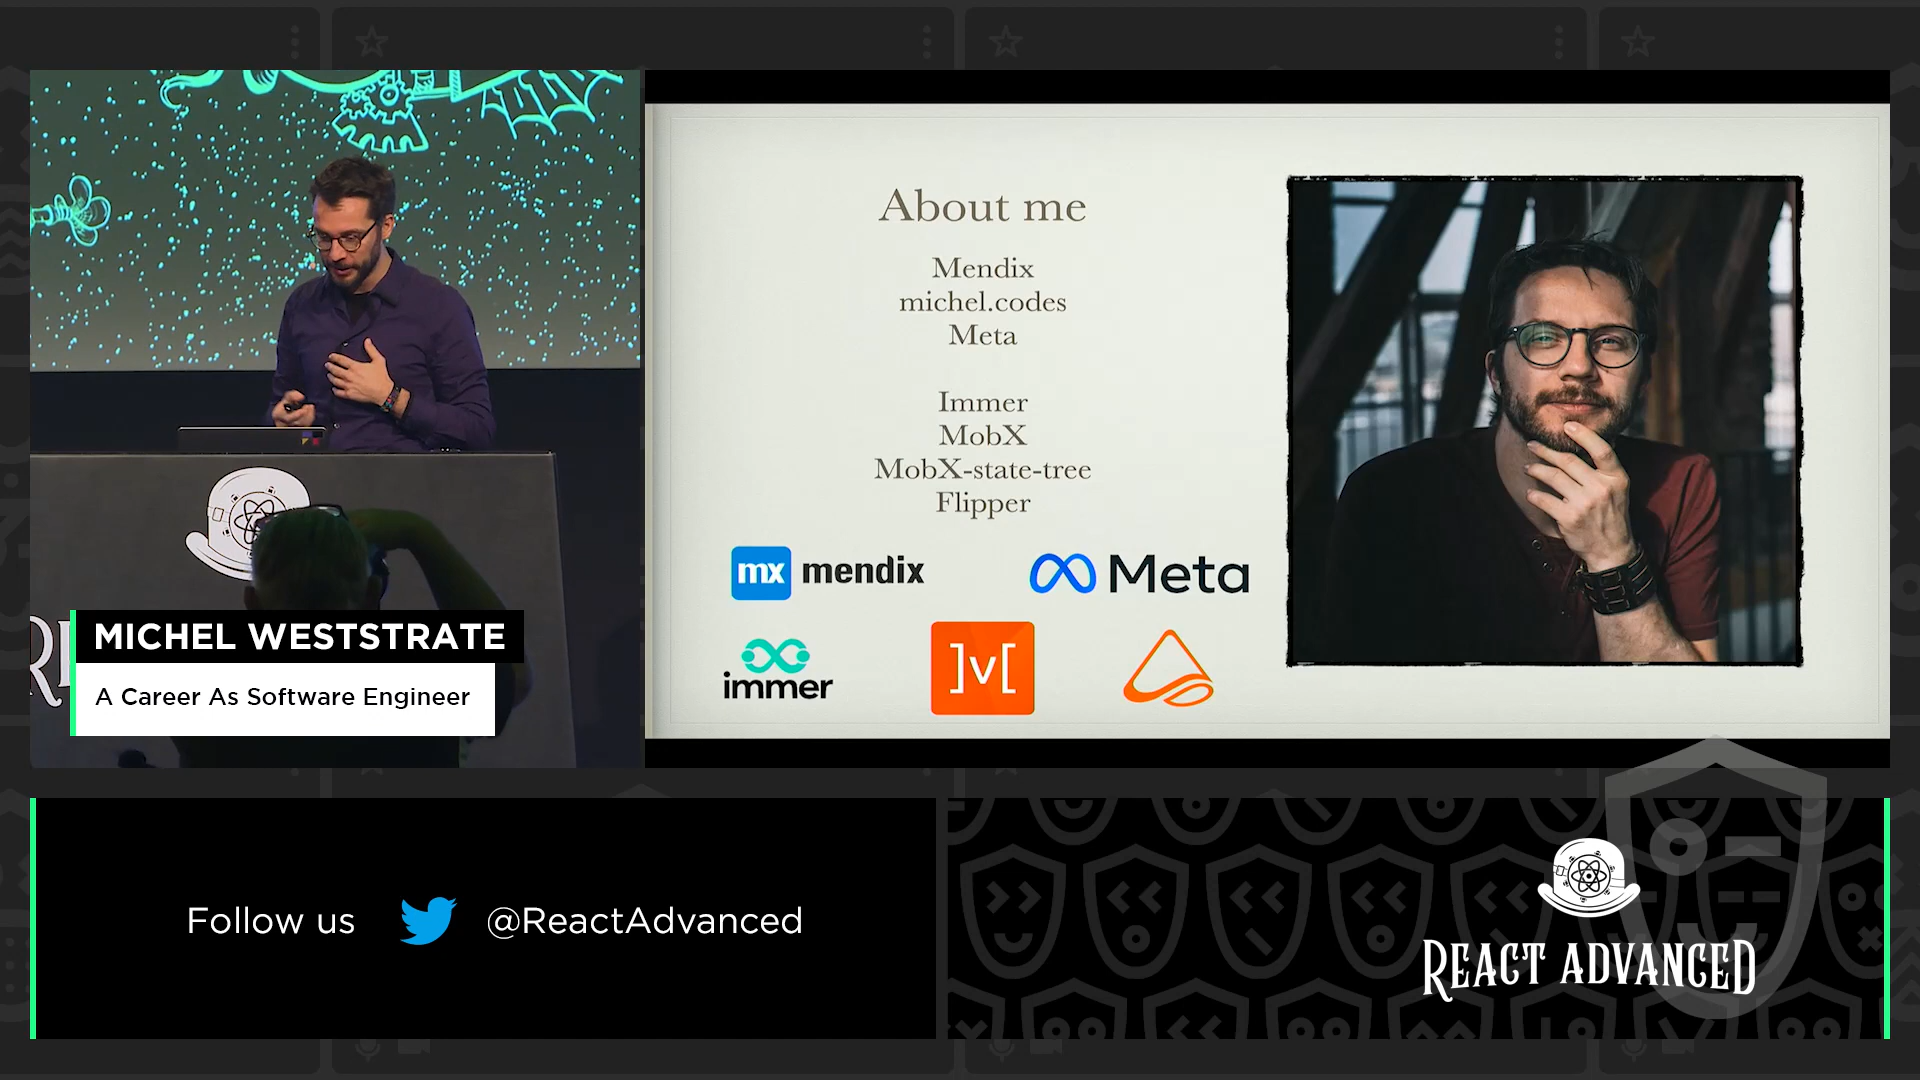 About me
Mendix
michel.codes
Meta
Immer
MobX
MobX-state-tree
Flipper
mx mendix
Meta
immer
]v[
MICHEL WESTSTRATE
A Career As Software Engineer
Follow us @ReactAdvanced
REACT ADVANCED